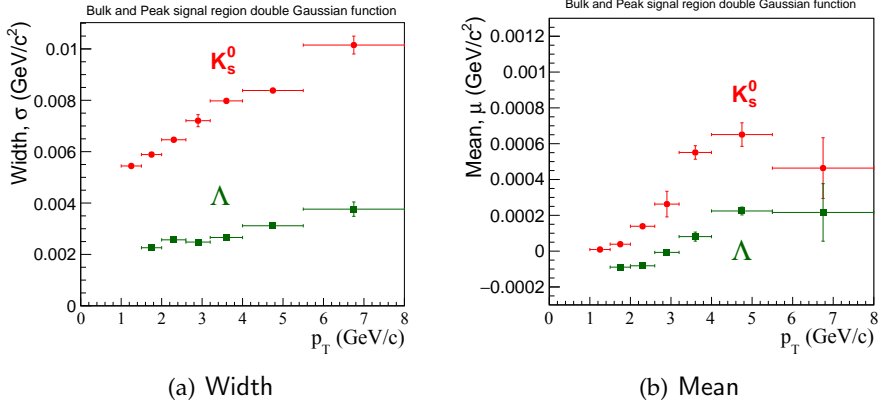 Bulk and Peak signal region double Gaussian function
Width, σ (GeV/c²)
0.01
0.008
0.006
0.004
0.002
0
K⁰ₛ
Λ
0 1 2 3 4 5 6 7 8
p_T (GeV/c)
(a) Width
Bulk and Peak signal region double Gaussian function
Mean, μ (GeV/c²)
0.0012
0.001
0.0008
0.0006
0.0004
0.0002
0
−0.0002
K⁰ₛ
Λ
0 1 2 3 4 5 6 7 8
p_T (GeV/c)
(b) Mean